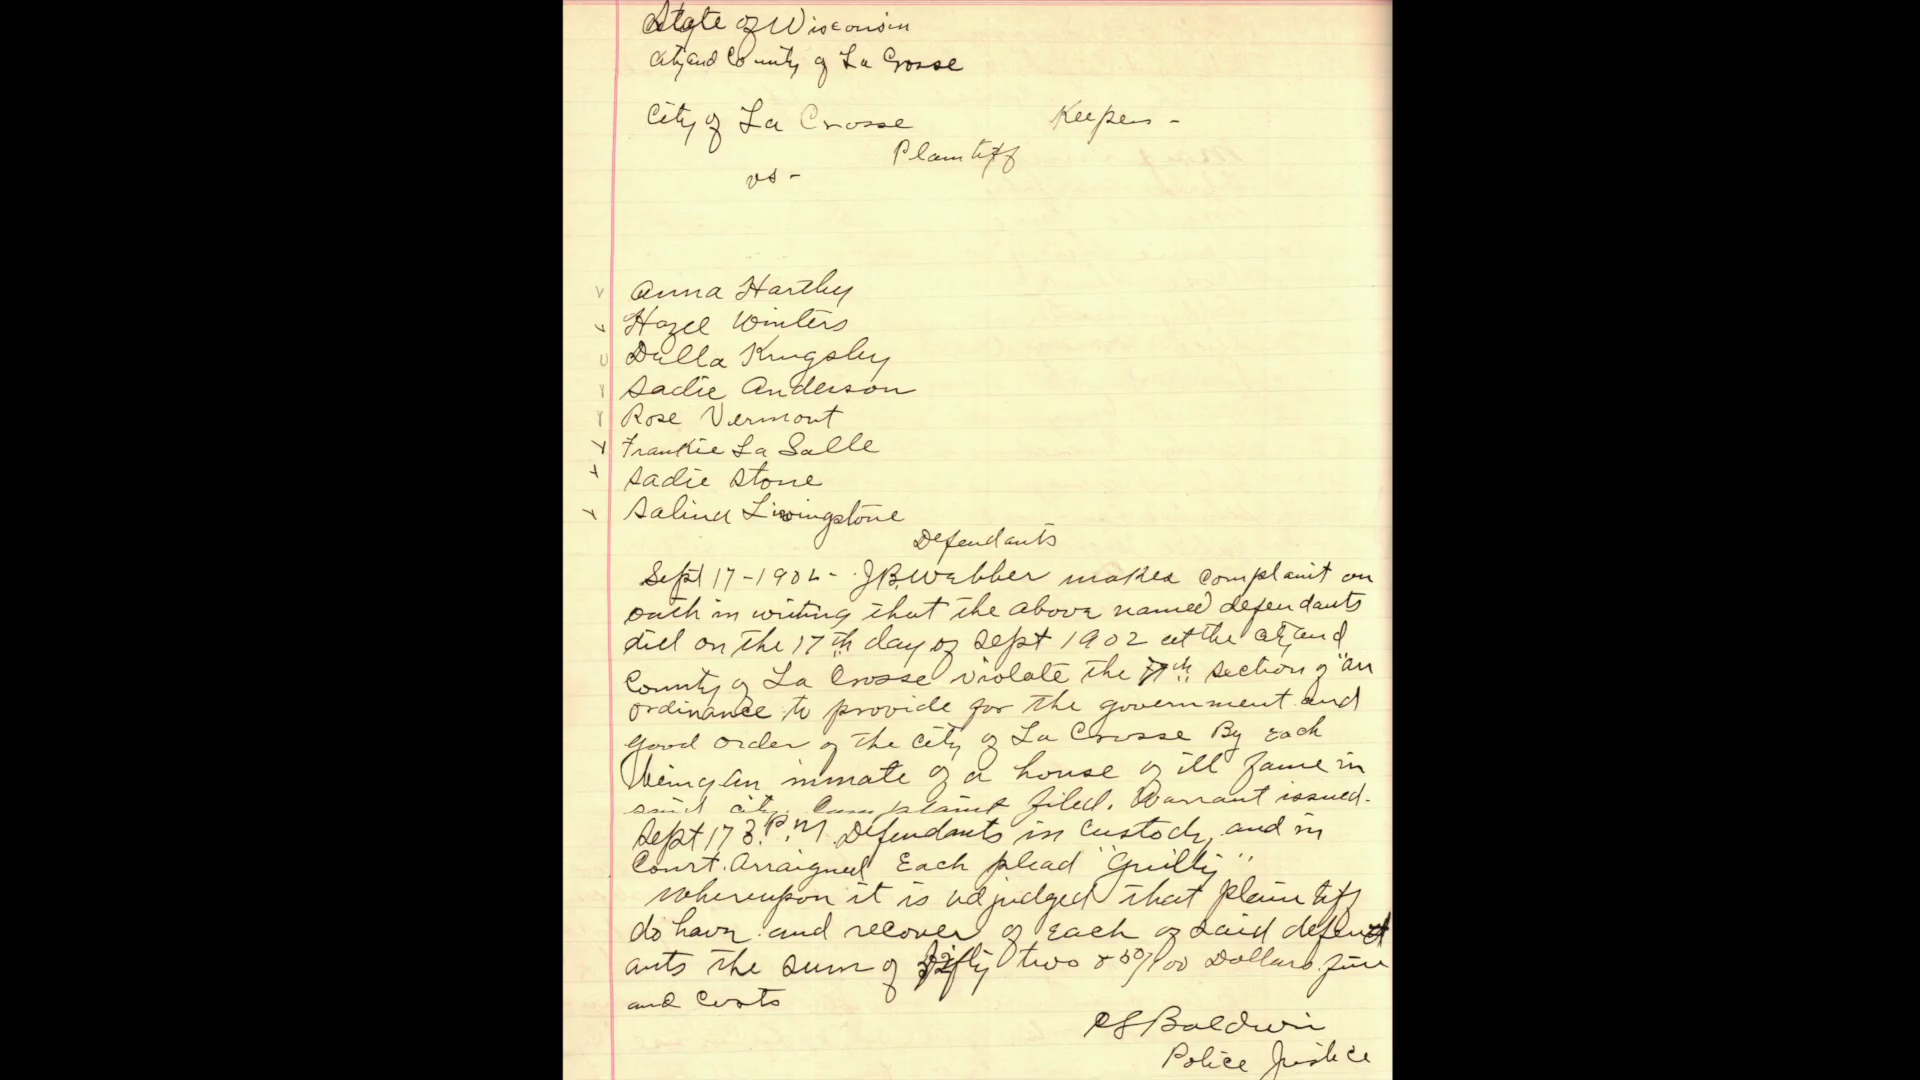 State of Wisconsin
City and County of La Crosse
City of La Crosse Keepers -
Plaintiff
vs -
Anna Hartley
Hazel Winters
Della Kingsley
Sadie Anderson
Rose Vermont
Frankie La Salle
Sadie Stone
Salina Livingstone
Defendants
Sept 17 - 1902 - J B Webber makes complaint on
oath in writing that the above named defendants
did on the 17th day of Sept 1902 at the city and
County of La Crosse violate the section of "an
ordinance to provide for the government and
good order of the city of La Crosse By Each
being an inmate of a house of ill fame in
said city. Complaint filed. Warrant issued.
Sept 17 3 P.M. Defendants in custody and in
Court. Arraigned Each plead "Guilty"
Whereupon it is adjudged that plaintiff
do have and recover of each of said defend
ants the sum of fifty two & 50/100 Dollars fine
and costs
Baldwin
Police Justice